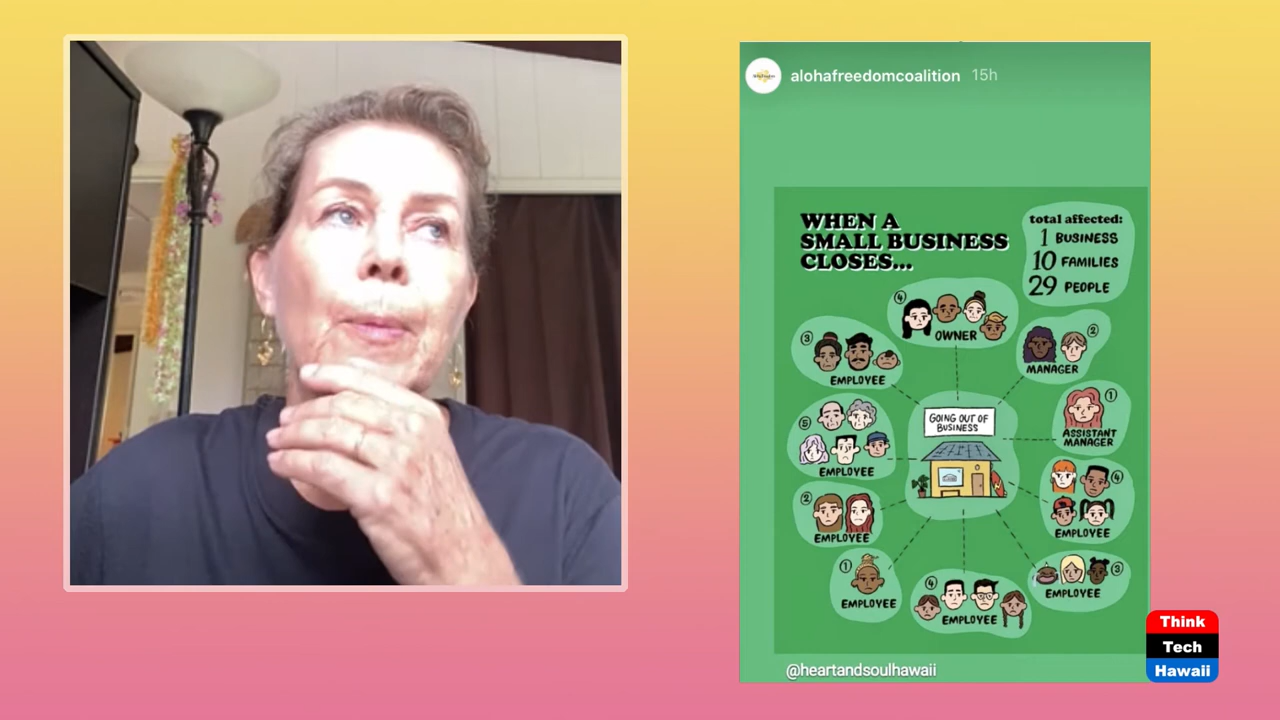 alohafreedomcoalition 15h
WHEN A
SMALL BUSINESS
CLOSES...
total affected:
1 BUSINESS
10 FAMILIES
29 PEOPLE
4
OWNER
3
EMPLOYEE
2
MANAGER
1
ASSISTANT
MANAGER
GOING OUT OF
BUSINESS
5
EMPLOYEE
4
EMPLOYEE
2
EMPLOYEE
1
EMPLOYEE
4
EMPLOYEE
3
EMPLOYEE
@heartandsoulhawaii
Think
Tech
Hawaii